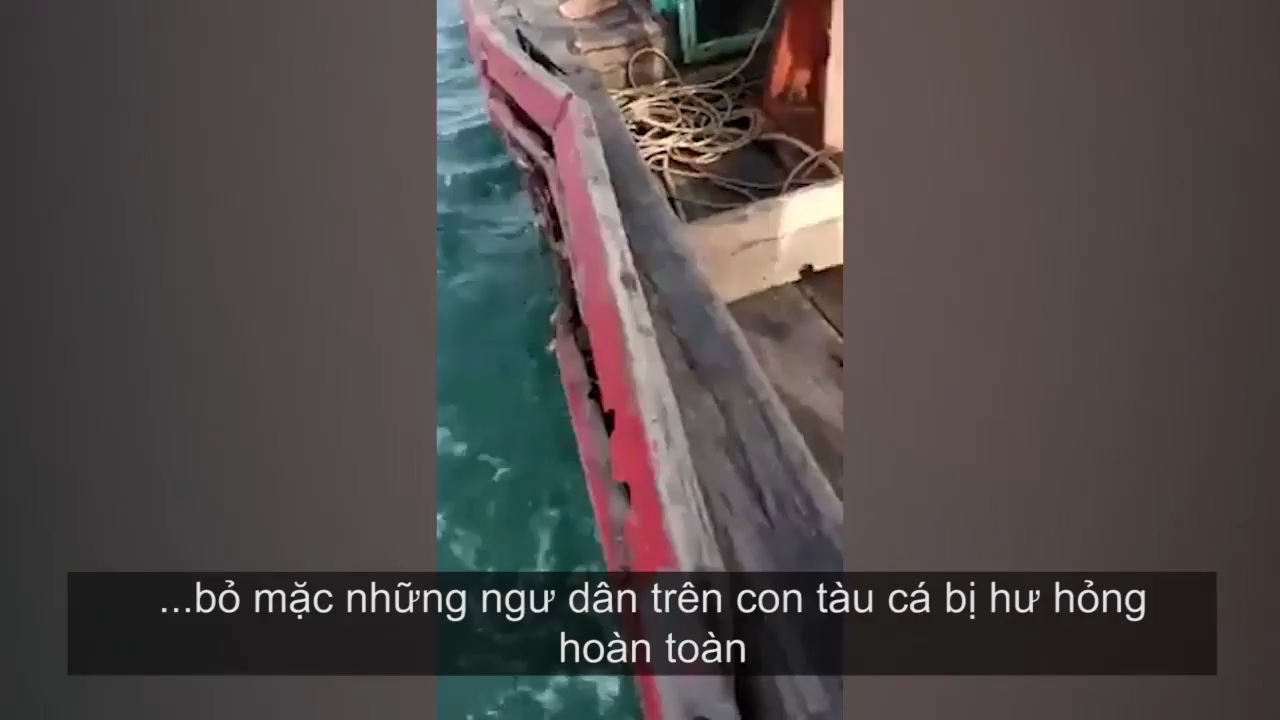 ...bỏ mặc những ngư dân trên con tàu cá bị hư hỏng
hoàn toàn